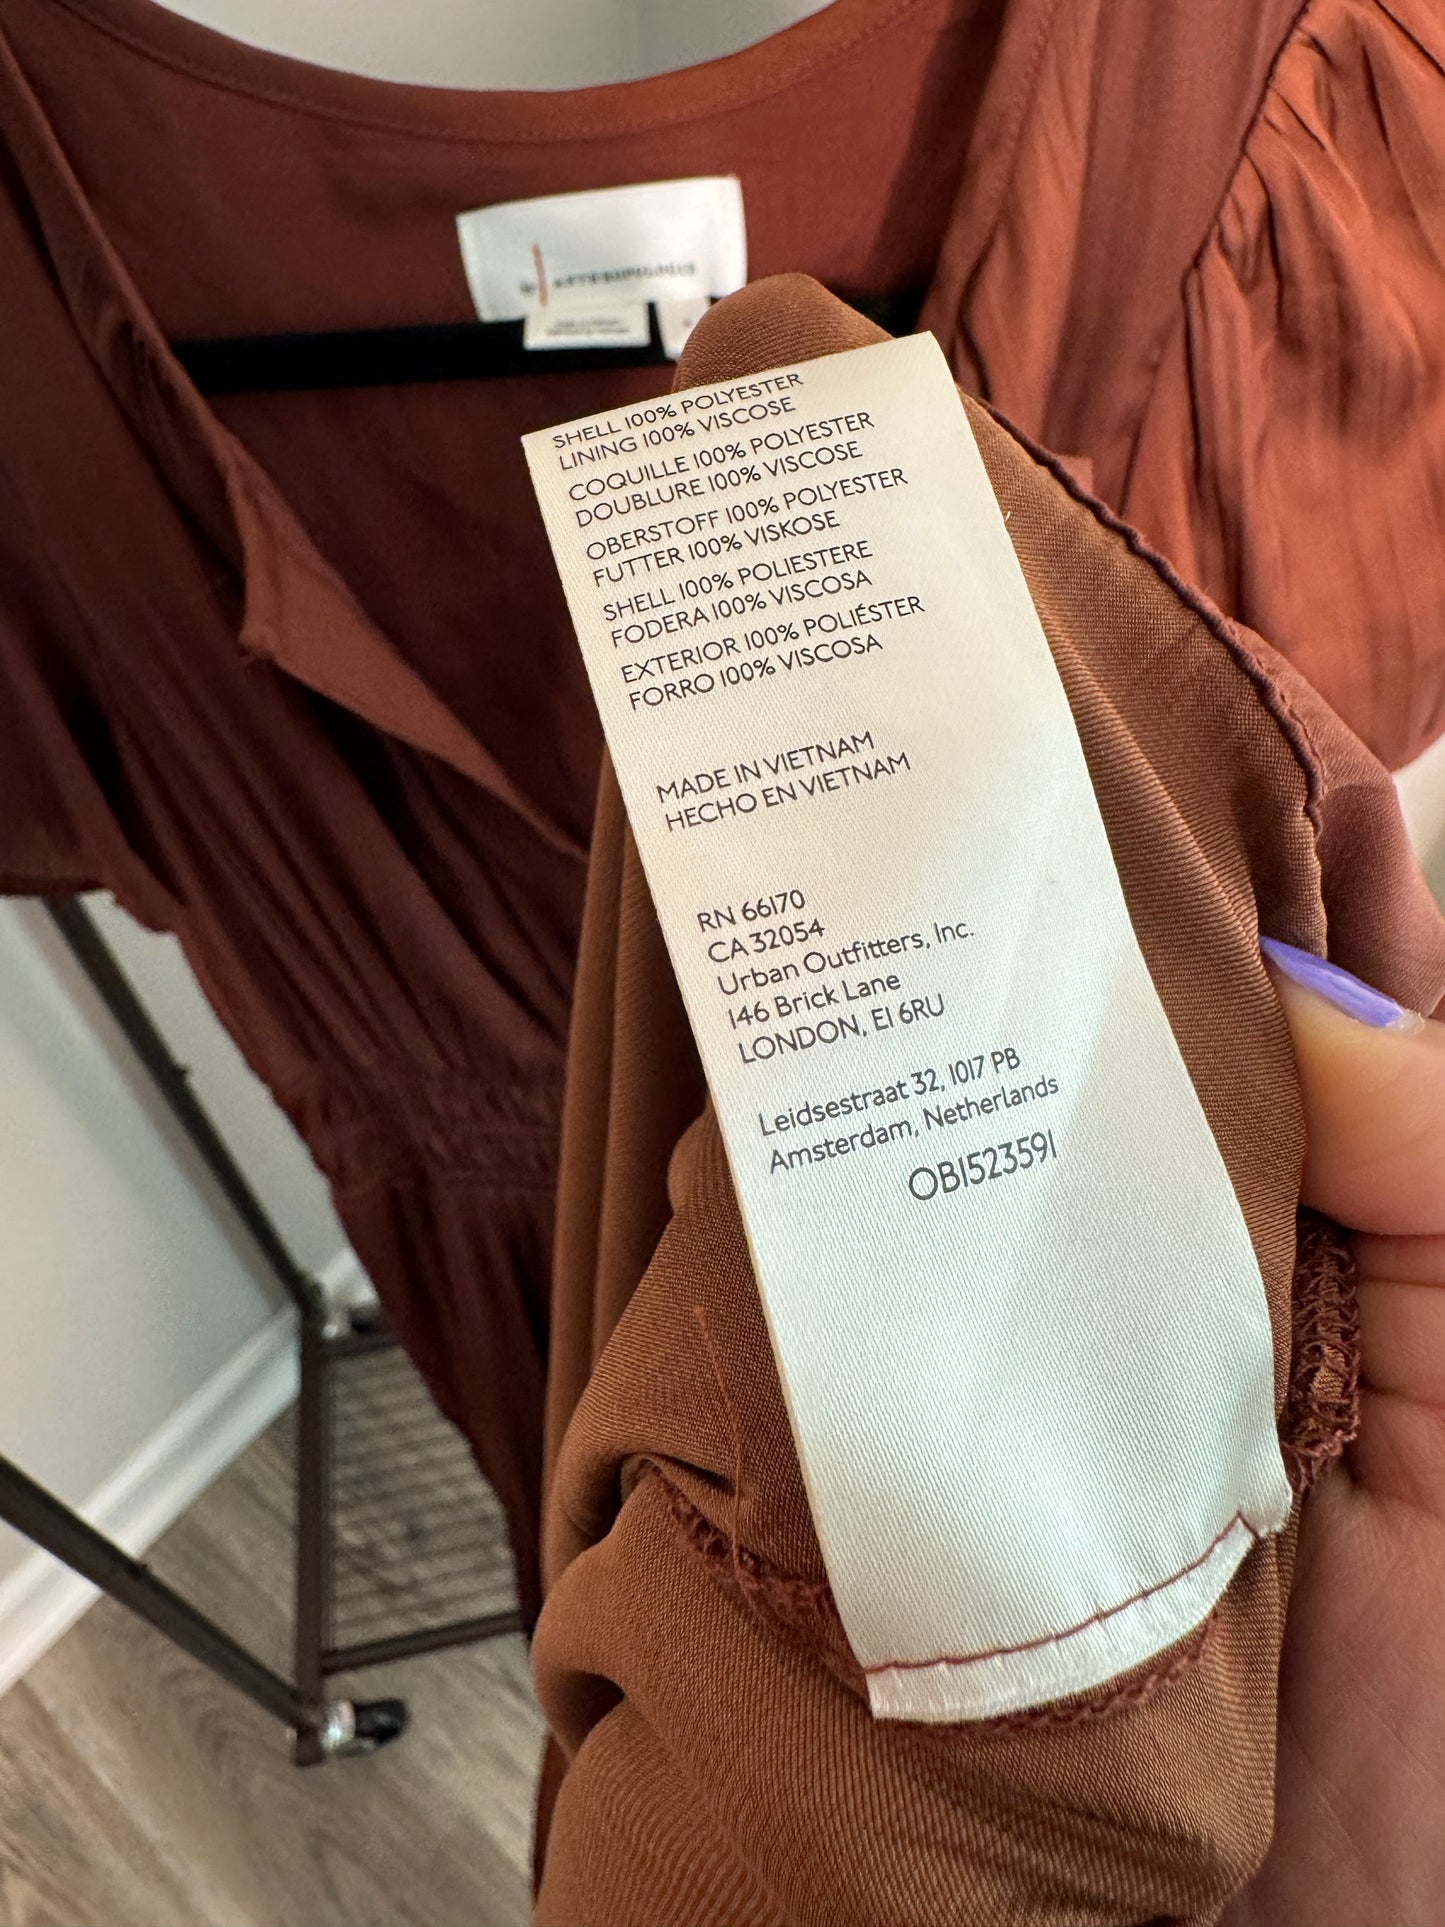 SHELL 100% POLYESTER
LINING 100% VISCOSE
COQUILLE 100% POLYESTER
DOUBLURE 100% VISCOSE
OBERSTOFF 100% POLYESTER
FUTTER 100% VISKOSE
SHELL 100% POLIESTERE
FODERA 100% VISCOSA
EXTERIOR 100% POLIÉSTER
FORRO 100% VISCOSA
MADE IN VIETNAM
HECHO EN VIETNAM
RN 66170
CA 32054
Urban Outfitters, Inc.
146 Brick Lane
LONDON, E1 6RU
Leidsestraat 32, 1017 PB
Amsterdam, Netherlands
OB1523591